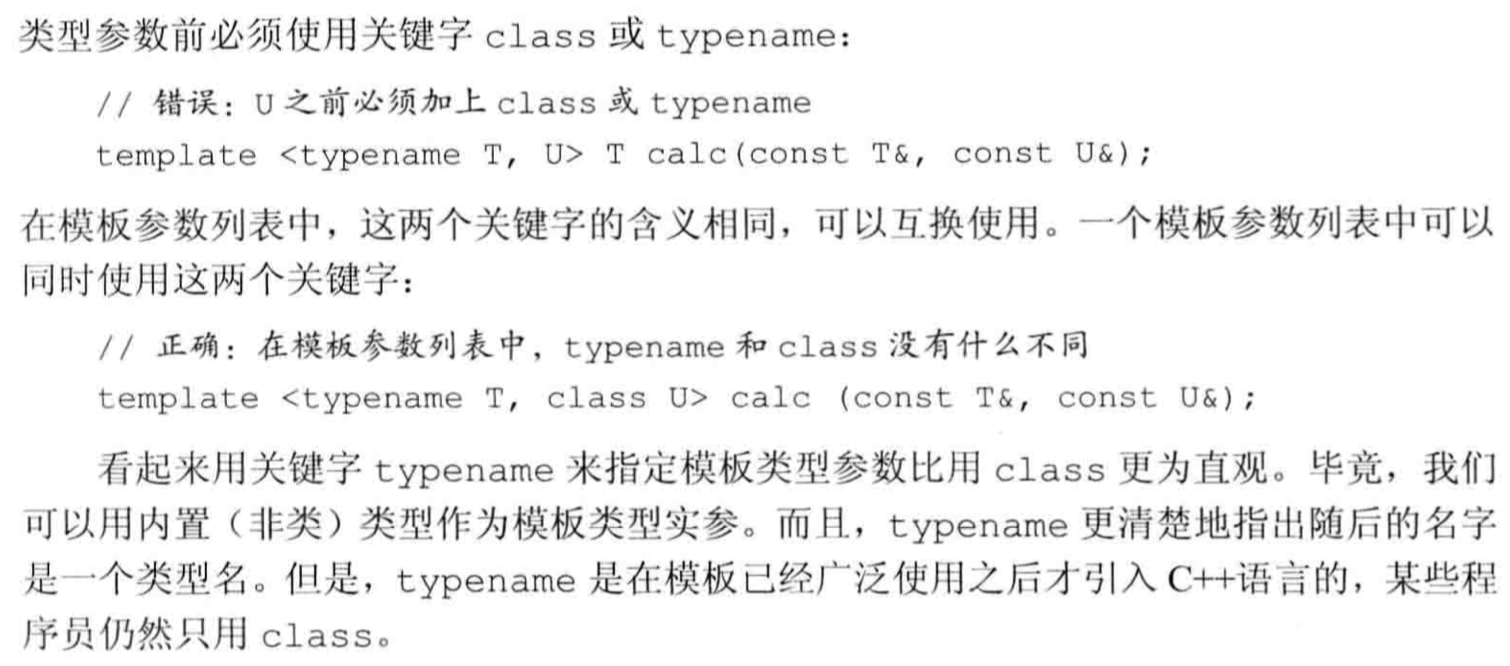 类型参数前必须使用关键字 class 或 typename：
// 错误：U 之前必须加上 class 或 typename
template <typename T, U> T calc(const T&, const U&);
在模板参数列表中，这两个关键字的含义相同，可以互换使用。一个模板参数列表中可以
同时使用这两个关键字：
// 正确：在模板参数列表中，typename 和 class 没有什么不同
template <typename T, class U> calc (const T&, const U&);
看起来用关键字 typename 来指定模板类型参数比用 class 更为直观。毕竟，我们
可以用内置（非类）类型作为模板类型实参。而且，typename 更清楚地指出随后的名字
是一个类型名。但是，typename 是在模板已经广泛使用之后才引入 C++语言的，某些程
序员仍然只用 class。